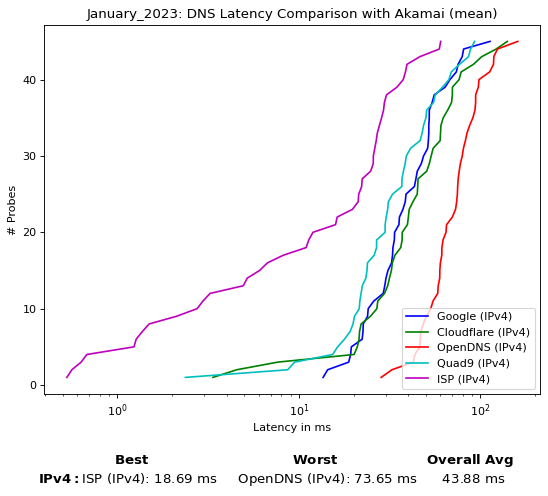 January_2023: DNS Latency Comparison with Akamai (mean)
# Probes
40
30
20
10
0
10⁰
10¹
10²
Latency in ms
Google (IPv4)
Cloudflare (IPv4)
OpenDNS (IPv4)
Quad9 (IPv4)
ISP (IPv4)
Best Worst Overall Avg
IPv4: ISP (IPv4): 18.69 ms OpenDNS (IPv4): 73.65 ms 43.88 ms